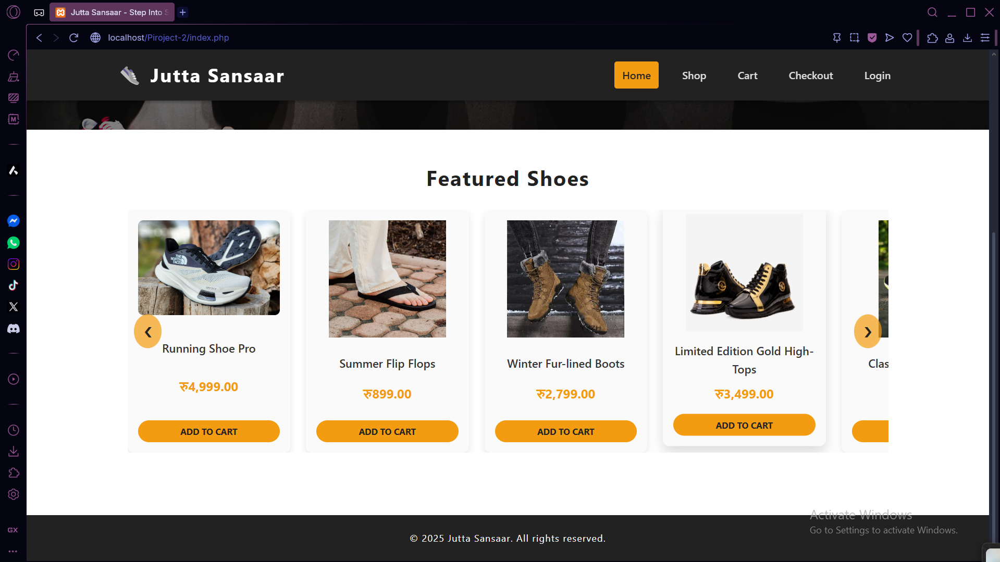 Jutta Sansaar - Step Into S
localhost/Piroject-2/index.php
Jutta Sansaar
Home
Shop
Cart
Checkout
Login
Featured Shoes
THE NORTH FACE
Running Shoe Pro
रु4,999.00
ADD TO CART
Summer Flip Flops
रु899.00
ADD TO CART
Winter Fur-lined Boots
रु2,799.00
ADD TO CART
Limited Edition Gold High-
Tops
रु3,499.00
ADD TO CART
Clas
© 2025 Jutta Sansaar. All rights reserved.
Activate Windows
Go to Settings to activate Windows.
GX